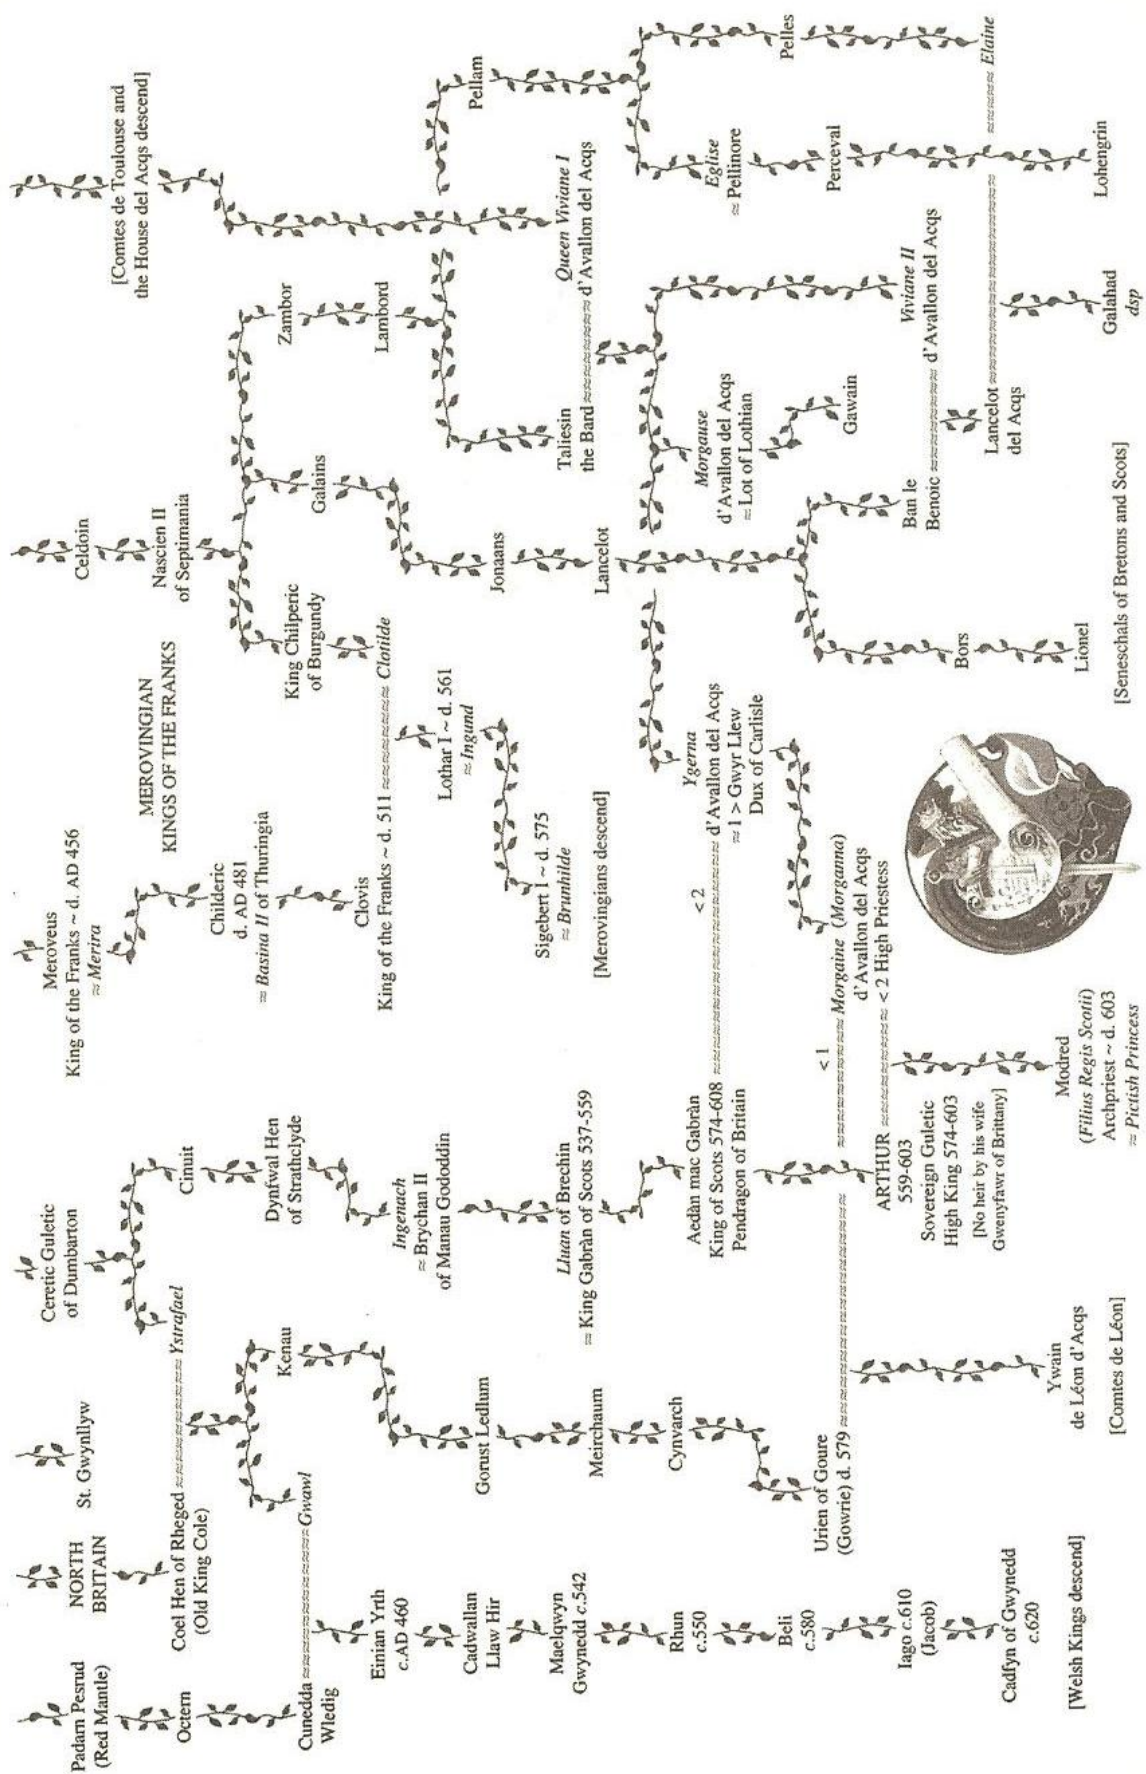 Padarn Pesrud
(Red Mantle)
Octern
Cunedda ≈≈≈≈≈≈ Gwawl
Wledig
Einian Yrth
c.AD 460
Cadwallan
Llaw Hir
Maelqwyn
Gwynedd c.542
Rhun
c.550
Beli
c.580
Iago c.610
(Jacob)
Cadfyn of Gwynedd
c.620
[Welsh Kings descend]
NORTH
BRITAIN
St. Gwynllyw
Coel Hen of Rheged ≈≈≈≈≈≈ Ystrafael
(Old King Cole)
Kenau
Gorust Ledlum
Meirchaum
Cynvarch
Urien of Goure
(Gowrie) d. 579
Ywain
de Léon d'Acqs
[Comtes de Léon]
Ceretic Guletic
of Dumbarton
Cinuit
Dynfwal Hen
of Strathclyde
Ingenach
≈ Brychan II
of Manau Gododdin
Lluan of Brechin
≈ King Gabràn of Scots 537-559
Aedàn mac Gabràn
King of Scots 574-608
Pendragon of Britain
< 2
< 1
ARTHUR
559-603
Sovereign Guletic
High King 574-603
[No heir by his wife
Gwenyfawr of Brittany]
Modred
(Filius Regis Scotii)
Archpriest ~ d. 603
≈ Pictish Princess
Meroveus
King of the Franks ~ d. AD 456
≈ Merira
MEROVINGIAN
KINGS OF THE FRANKS
Childeric
d. AD 481
≈ Basina II of Thuringia
Clovis
King of the Franks ~ d. 511 ≈≈≈≈≈≈ Clotilde
Lothar I ~ d. 561
≈ Ingund
Sigebert I ~ d. 575
≈ Brunhilde
[Merovingians descend]
Ygerna
d'Avallon del Acqs
≈ 1 > Gwyr Llew
Dux of Carlisle
Morgaine (Morganna)
d'Avallon del Acqs
< 2 High Priestess
Celdoin
Nascien II
of Septimania
King Chilperic
of Burgundy
Galains
Zambor
Lambord
Jonaans
Lancelot
Bors
Lionel
Ban le
Benoic ≈≈≈≈≈≈ d'Avallon del Acqs
Viviane II
[Seneschals of Bretons and Scots]
Taliesin
the Bard ≈≈≈≈≈≈ d'Avallon del Acqs
Queen Viviane I
Morgause
d'Avallon del Acqs
≈ Lot of Lothian
Gawain
Lancelot
del Acqs
Galahad
dsp
[Comtes de Toulouse and
the House del Acqs descend]
Pellam
Eglise
≈ Pellinore
Perceval
Lohengrin
Pelles
Elaine